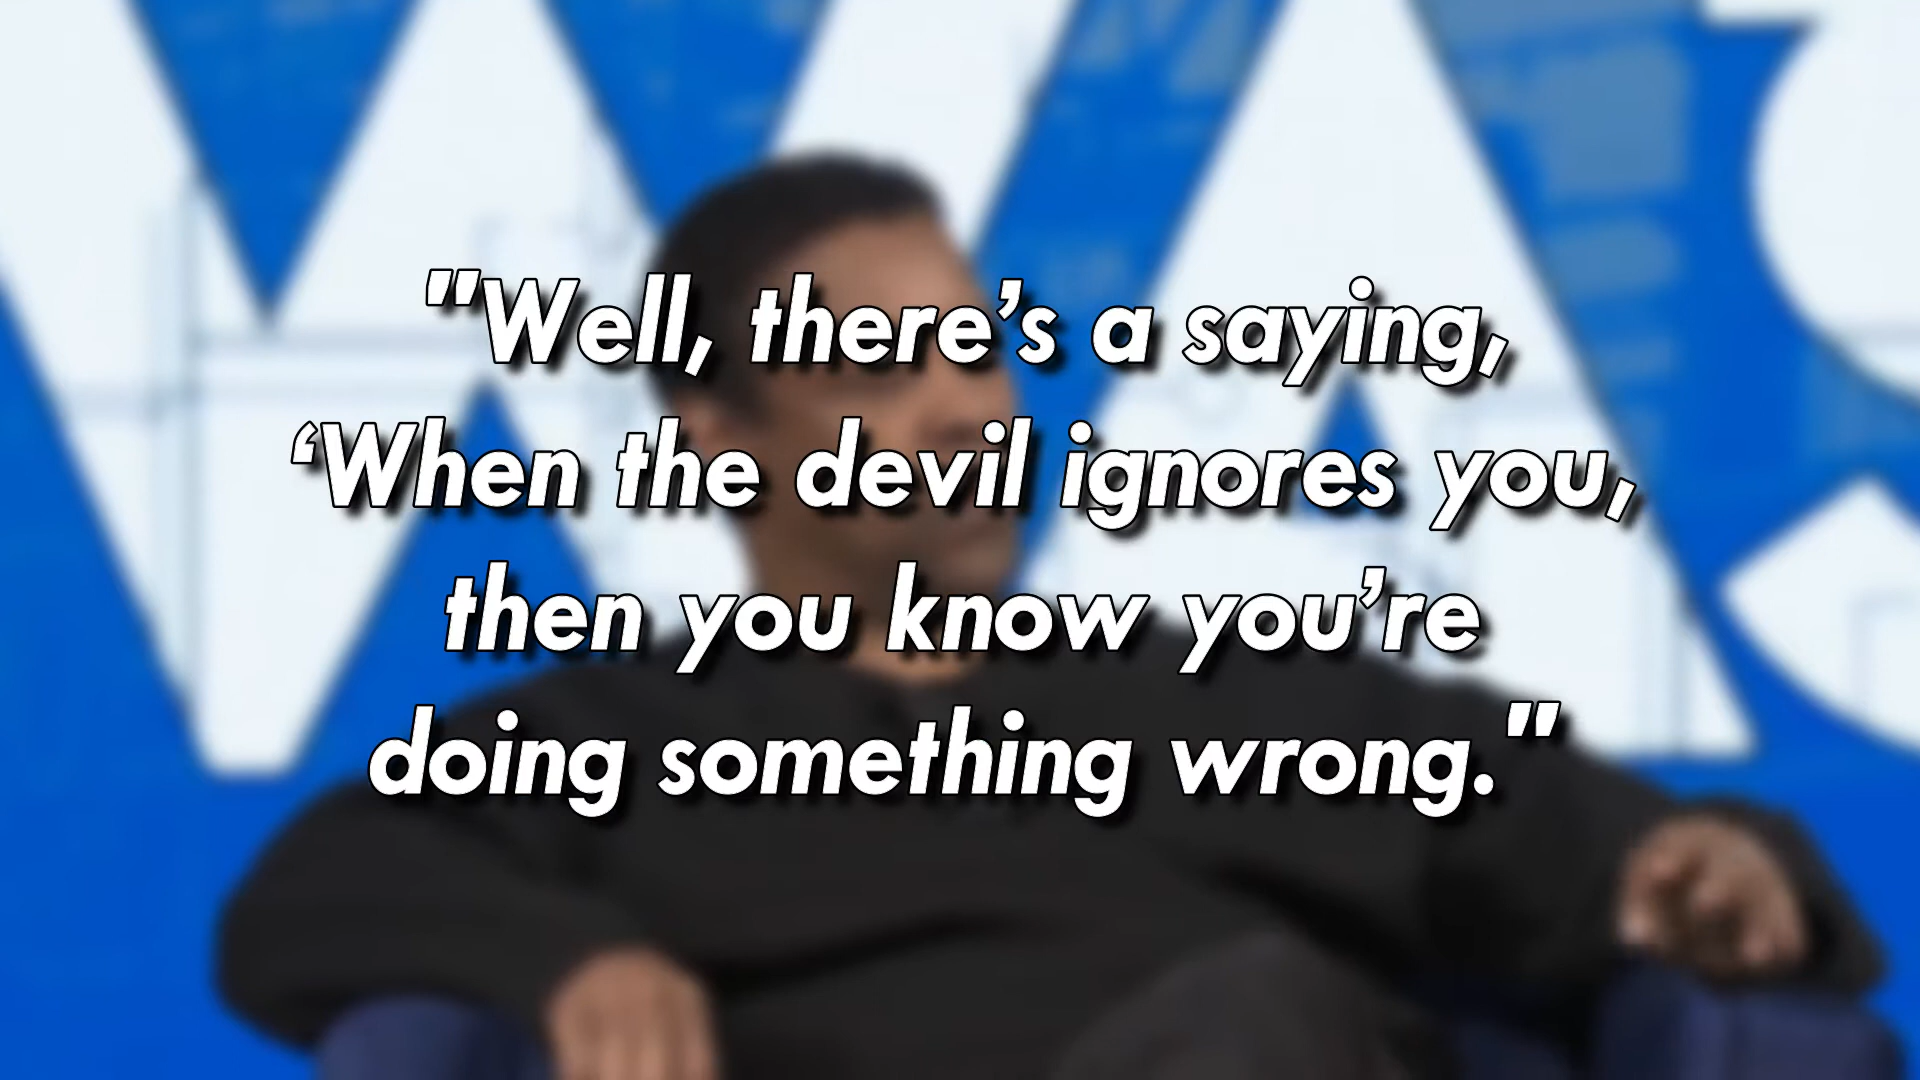 "Well, there’s a saying,
‘When the devil ignores you,
then you know you’re
doing something wrong."